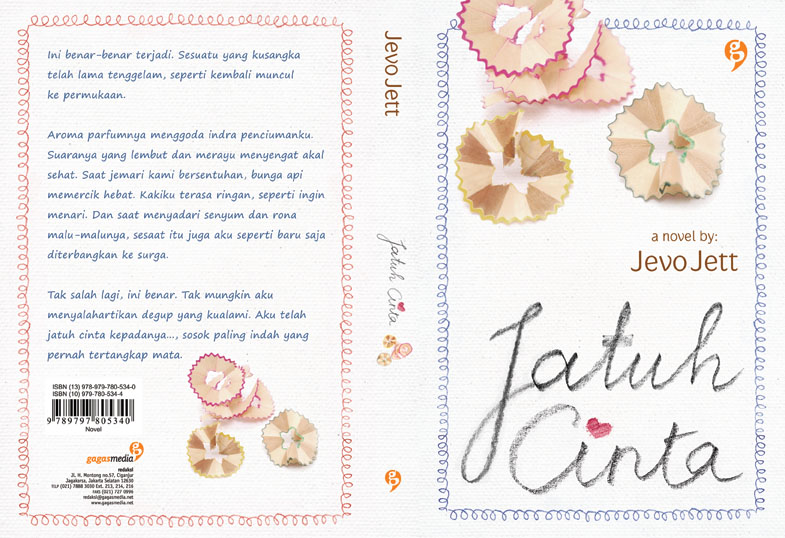 Ini benar-benar terjadi. Sesuatu yang kusangka
telah lama tenggelam, seperti kembali muncul
ke permukaan.
Aroma parfumnya menggoda indra penciumanku.
Suaranya yang lembut dan merayu menyengat akal
sehat. Saat jemari kami bersentuhan, bunga api
memercik hebat. Kakiku terasa ringan, seperti ingin
menari. Dan saat menyadari senyum dan rona
malu-malunya, sesaat itu juga aku seperti baru saja
diterbangkan ke surga.
Tak salah lagi, ini benar. Tak mungkin aku
menyalahartikan degup yang kualami. Aku telah
jatuh cinta kepadanya..., sosok paling indah yang
pernah tertangkap mata.
ISBN (13) 978-979-780-534-0
ISBN (10) 979-780-534-4
9 789797 805340
Novel
gagasmedia
redaksi
Jl. H. Montong no.57, Ciganjur
Jagakarsa, Jakarta Selatan 12630
TLP (021) 7888 3030 Ext. 213, 214, 216
FAKS (021) 727 0996
redaksi@gagasmedia.net
www.gagasmedia.net
Jevo Jett
Jatuh Cinta
g
g
a novel by:
Jevo Jett
Jatuh
Cinta